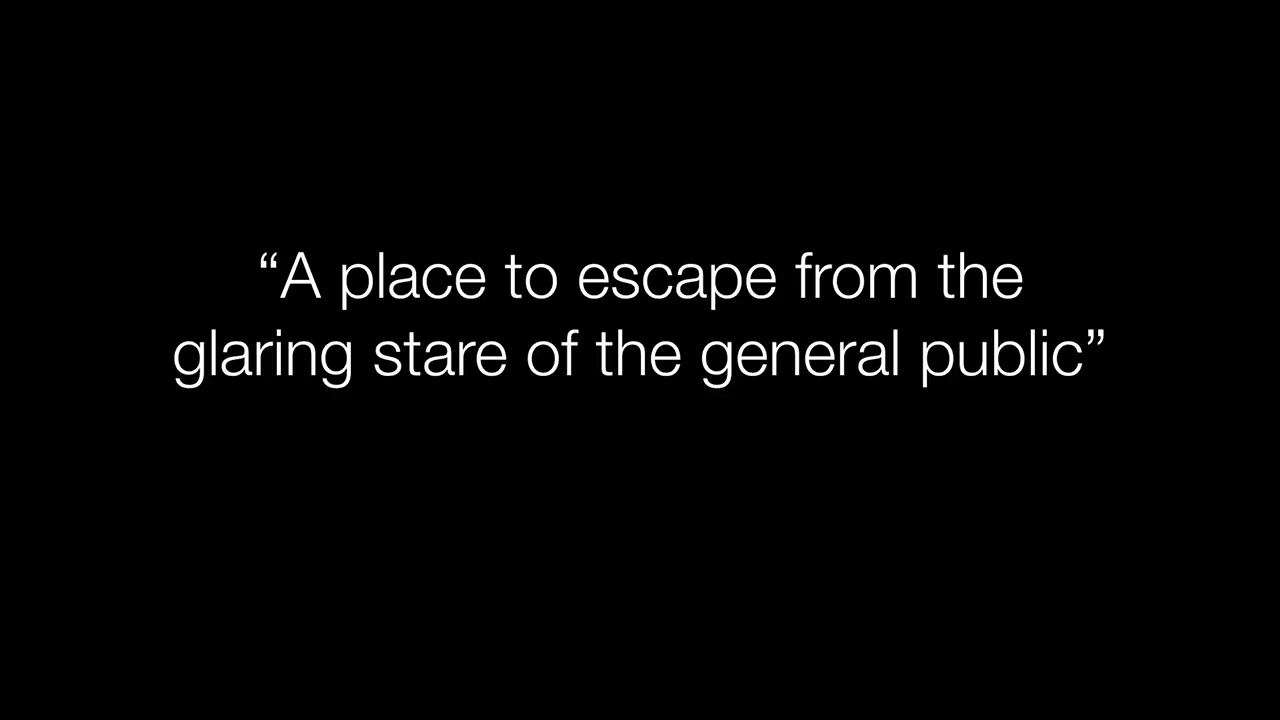 “A place to escape from the
glaring stare of the general public”